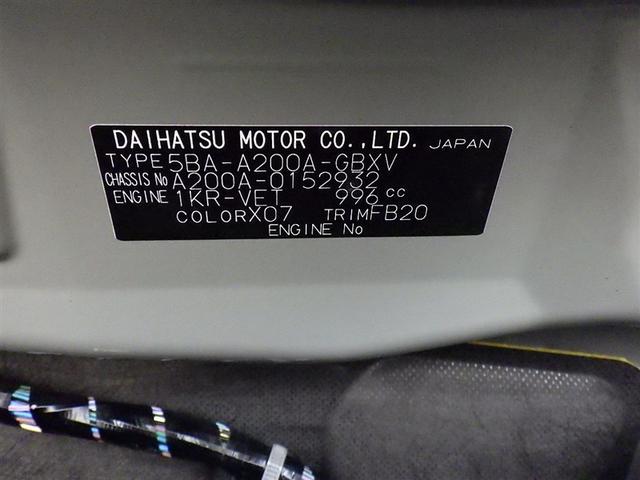 DAIHATSU MOTOR CO.,LTD. JAPAN
TYPE 5BA-A200A-GBXV
CHASSIS No A200A-0152932
ENGINE 1KR-VET 996 cc
COLOR X07 TRIM FB20
ENGINE No